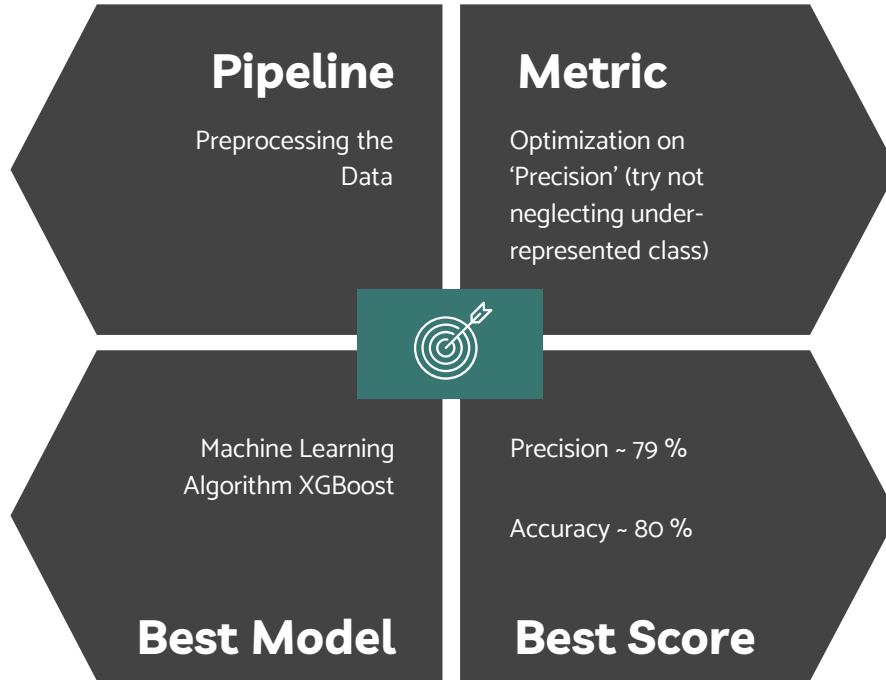 Pipeline
Preprocessing the
Data
Metric
Optimization on
‘Precision’ (try not
neglecting under-
represented class)
Machine Learning
Algorithm XGBoost
Best Model
Precision ~ 79 %
Accuracy ~ 80 %
Best Score